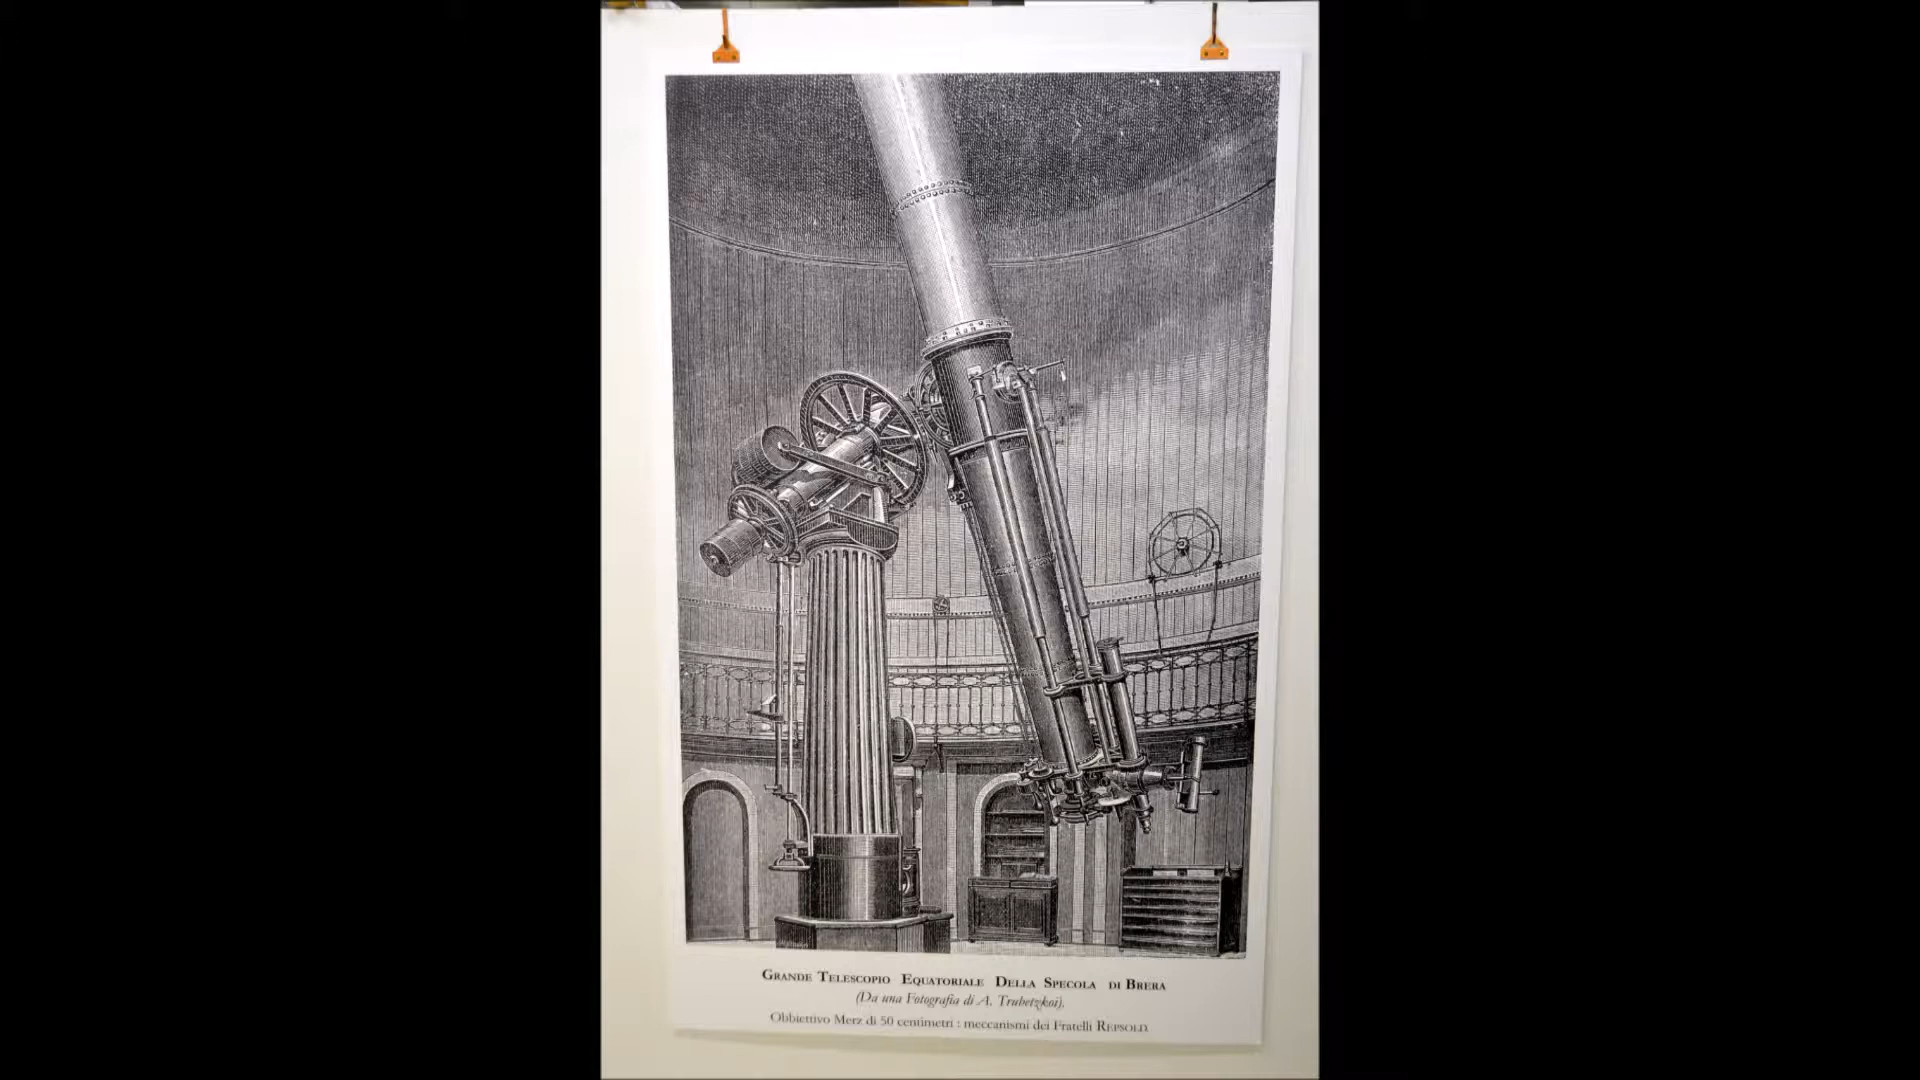 Grande Telescopio Equatoriale Della Specola di Brera
(Da una Fotografia di A. Trubetzkoi).
Obbiettivo Merz di 50 centimetri : meccanismi dei Fratelli Repsold.